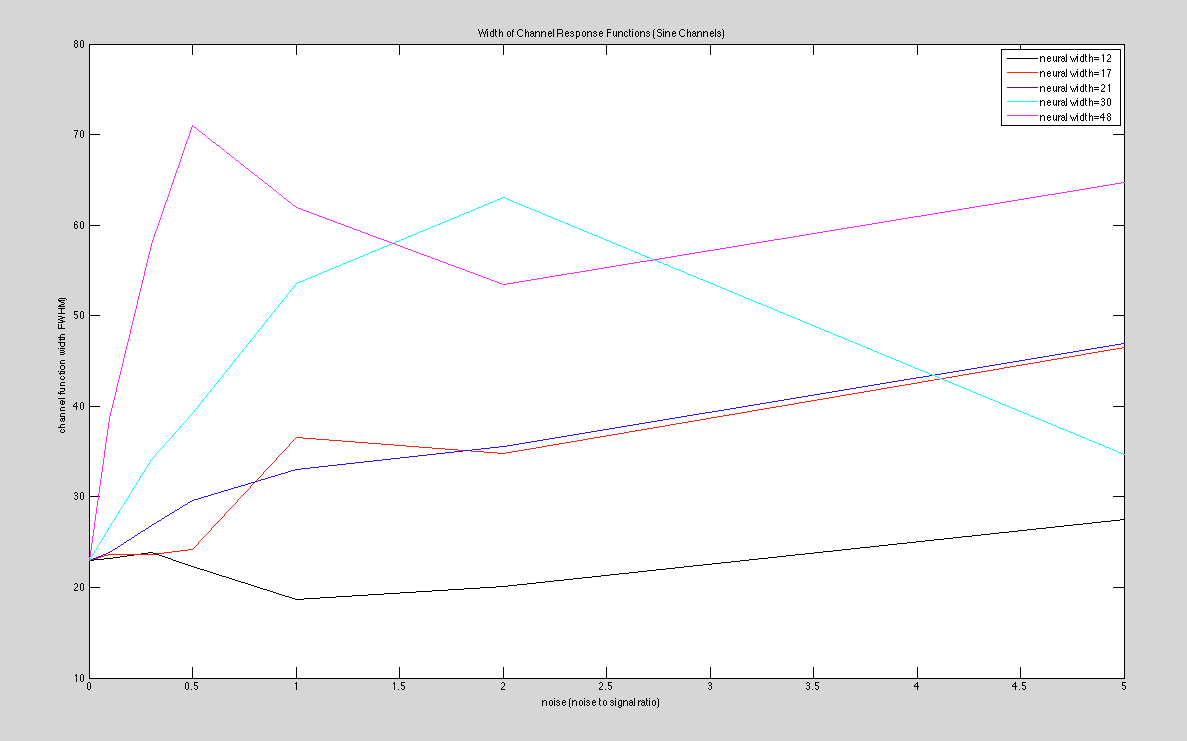 Width of Channel Response Functions (Sine Channels)
neural width=12
neural width=17
neural width=21
neural width=30
neural width=48
80
70
60
50
40
30
20
10
channel function width FWHM)
0
0.5
1
1.5
2
2.5
3
3.5
4
4.5
5
noise (noise to signal ratio)